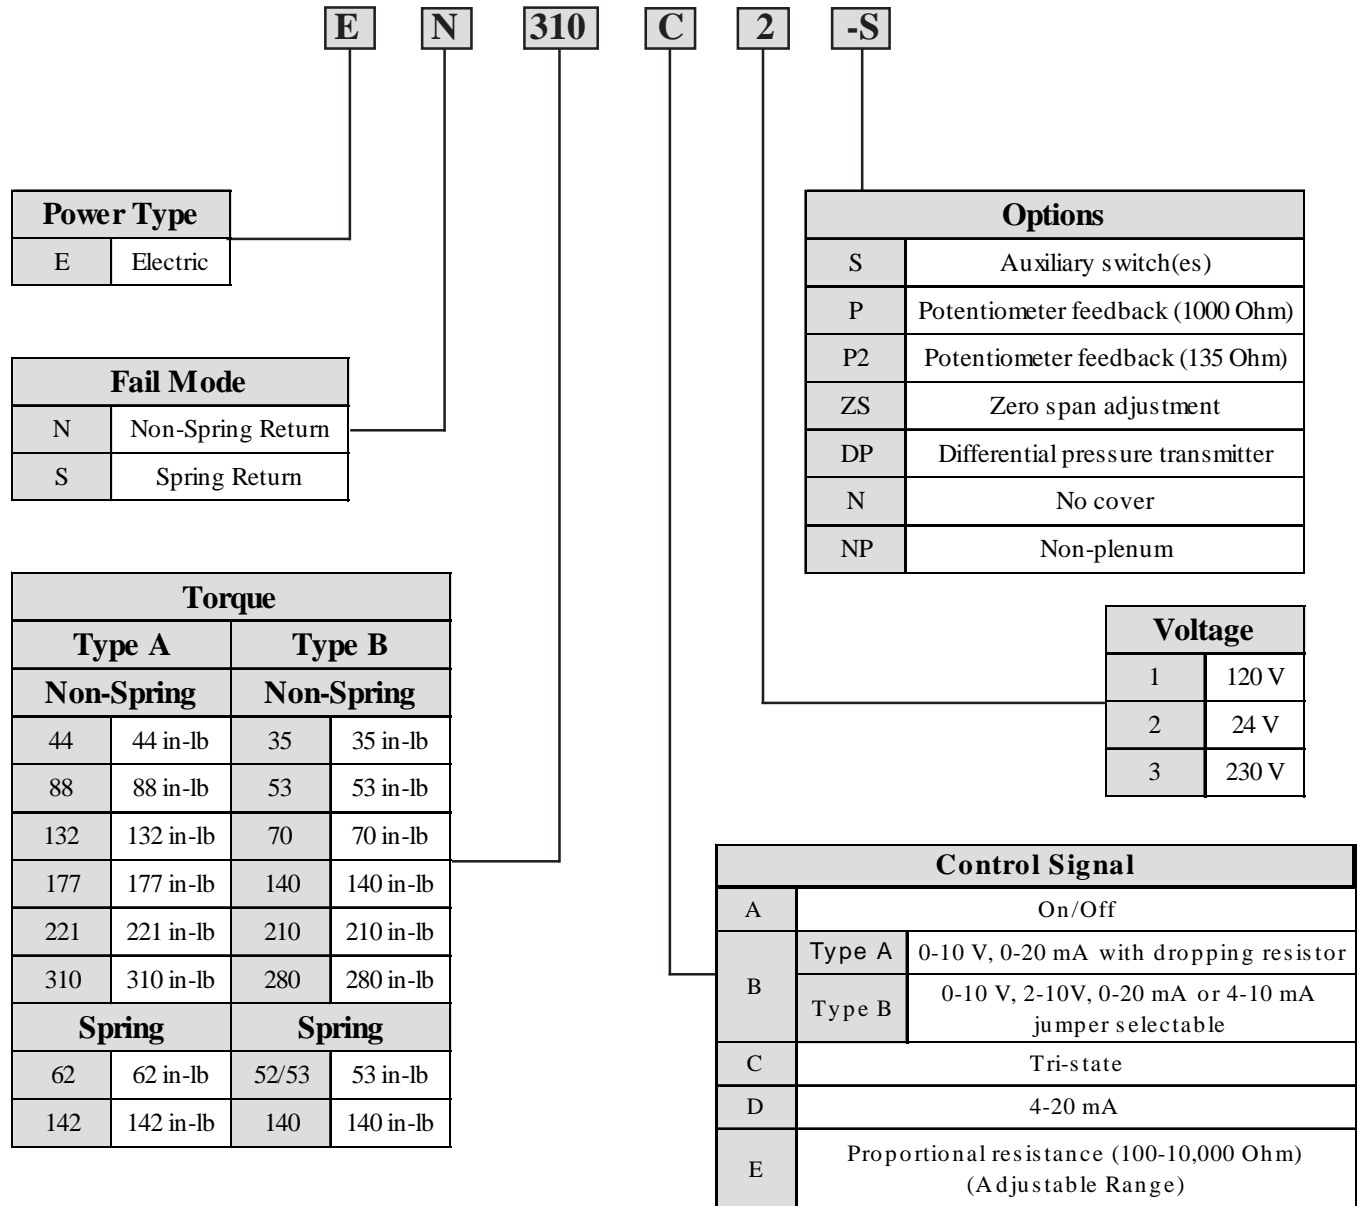 E N 310 C 2 -S
Power Type
E Electric
Fail Mode
N Non-Spring Return
S Spring Return
Torque
Type A Type B
Non-Spring Non-Spring
44 44 in-lb 35 35 in-lb
88 88 in-lb 53 53 in-lb
132 132 in-lb 70 70 in-lb
177 177 in-lb 140 140 in-lb
221 221 in-lb 210 210 in-lb
310 310 in-lb 280 280 in-lb
Spring Spring
62 62 in-lb 52/53 53 in-lb
142 142 in-lb 140 140 in-lb
Options
S Auxiliary switch(es)
P Potentiometer feedback (1000 Ohm)
P2 Potentiometer feedback (135 Ohm)
ZS Zero span adjustment
DP Differential pressure transmitter
N No cover
NP Non-plenum
Voltage
1 120 V
2 24 V
3 230 V
Control Signal
A On/Off
B
Type A 0-10 V, 0-20 mA with dropping resistor
Type B 0-10 V, 2-10V, 0-20 mA or 4-10 mA
jumper selectable
C Tri-state
D 4-20 mA
E Proportional resistance (100-10,000 Ohm)
(Adjustable Range)